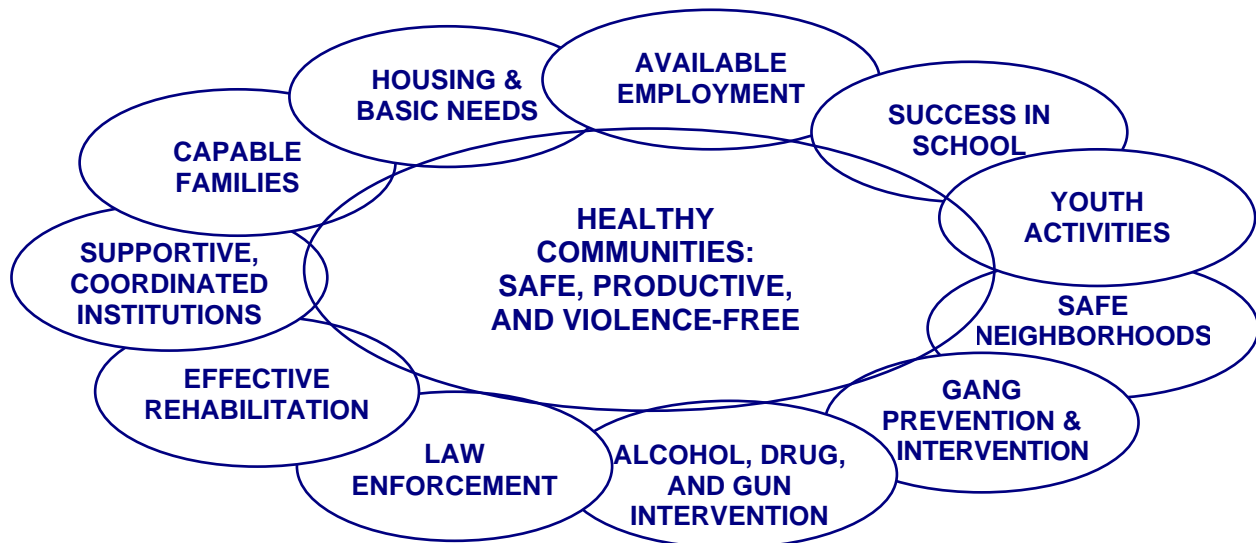 HOUSING &
BASIC NEEDS
AVAILABLE
EMPLOYMENT
SUCCESS IN
SCHOOL
YOUTH
ACTIVITIES
SAFE
NEIGHBORHOODS
GANG
PREVENTION &
INTERVENTION
ALCOHOL, DRUG,
AND GUN
INTERVENTION
LAW
ENFORCEMENT
EFFECTIVE
REHABILITATION
SUPPORTIVE,
COORDINATED
INSTITUTIONS
CAPABLE
FAMILIES
HEALTHY
COMMUNITIES:
SAFE, PRODUCTIVE,
AND VIOLENCE-FREE